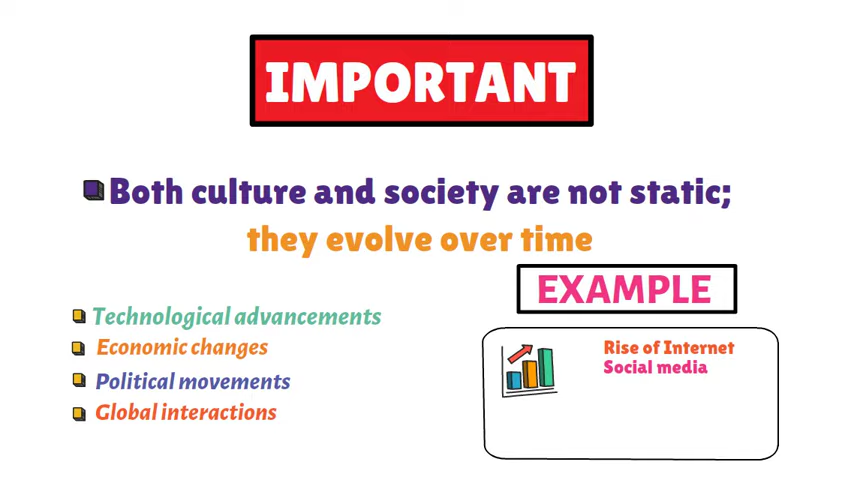 IMPORTANT
Both culture and society are not static;
they evolve over time
EXAMPLE
Technological advancements
Economic changes
Political movements
Global interactions
Rise of Internet
Social media